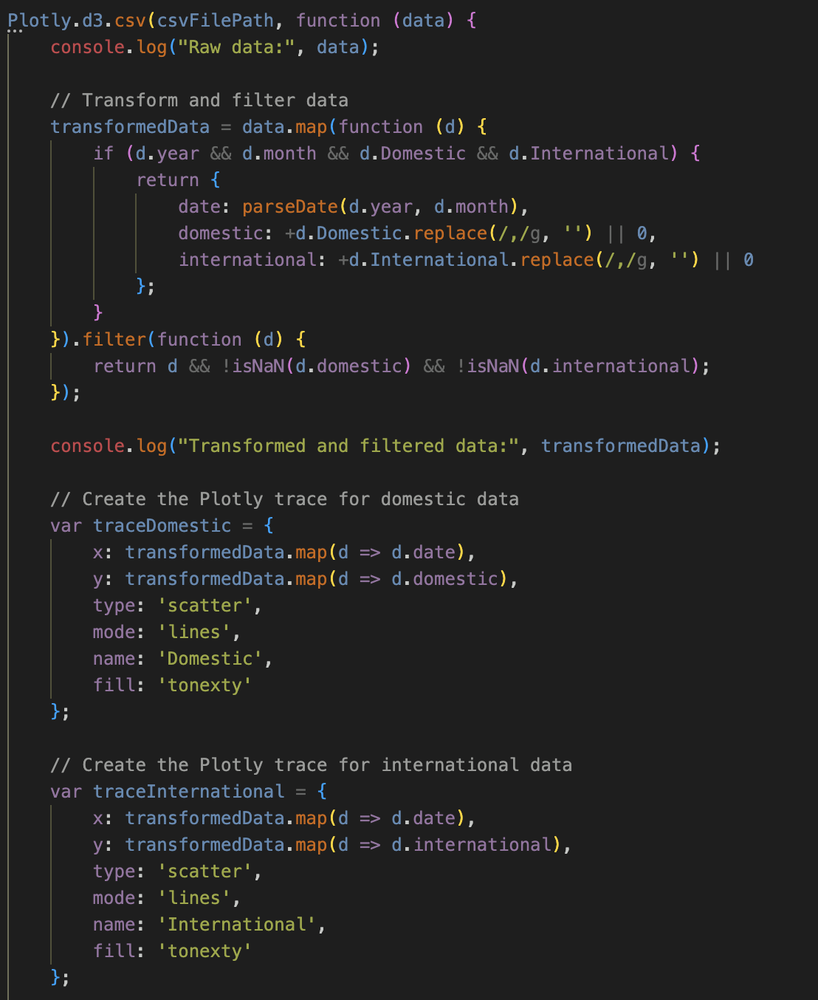 Plotly.d3.csv(csvFilePath, function (data) {
    console.log("Raw data:", data);

    // Transform and filter data
    transformedData = data.map(function (d) {
        if (d.year && d.month && d.Domestic && d.International) {
            return {
                date: parseDate(d.year, d.month),
                domestic: +d.Domestic.replace(/,/g, '') || 0,
                international: +d.International.replace(/,/g, '') || 0
            };
        }
    }).filter(function (d) {
        return d && !isNaN(d.domestic) && !isNaN(d.international);
    });

    console.log("Transformed and filtered data:", transformedData);

    // Create the Plotly trace for domestic data
    var traceDomestic = {
        x: transformedData.map(d => d.date),
        y: transformedData.map(d => d.domestic),
        type: 'scatter',
        mode: 'lines',
        name: 'Domestic',
        fill: 'tonexty'
    };

    // Create the Plotly trace for international data
    var traceInternational = {
        x: transformedData.map(d => d.date),
        y: transformedData.map(d => d.international),
        type: 'scatter',
        mode: 'lines',
        name: 'International',
        fill: 'tonexty'
    };